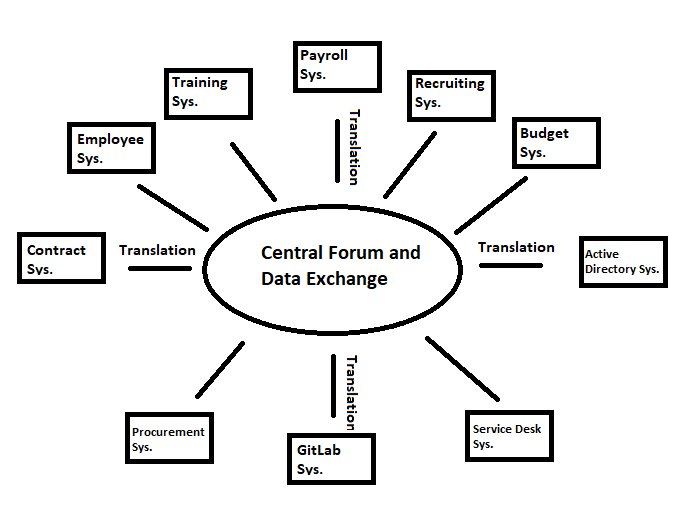 Payroll
Sys.
Training
Sys.
Recruiting
Sys.
Employee
Sys.
Translation
Budget
Sys.
Contract
Sys.
Translation
Central Forum and
Data Exchange
Translation
Active
Directory Sys.
Procurement
Sys.
Translation
GitLab
Sys.
Service Desk
Sys.